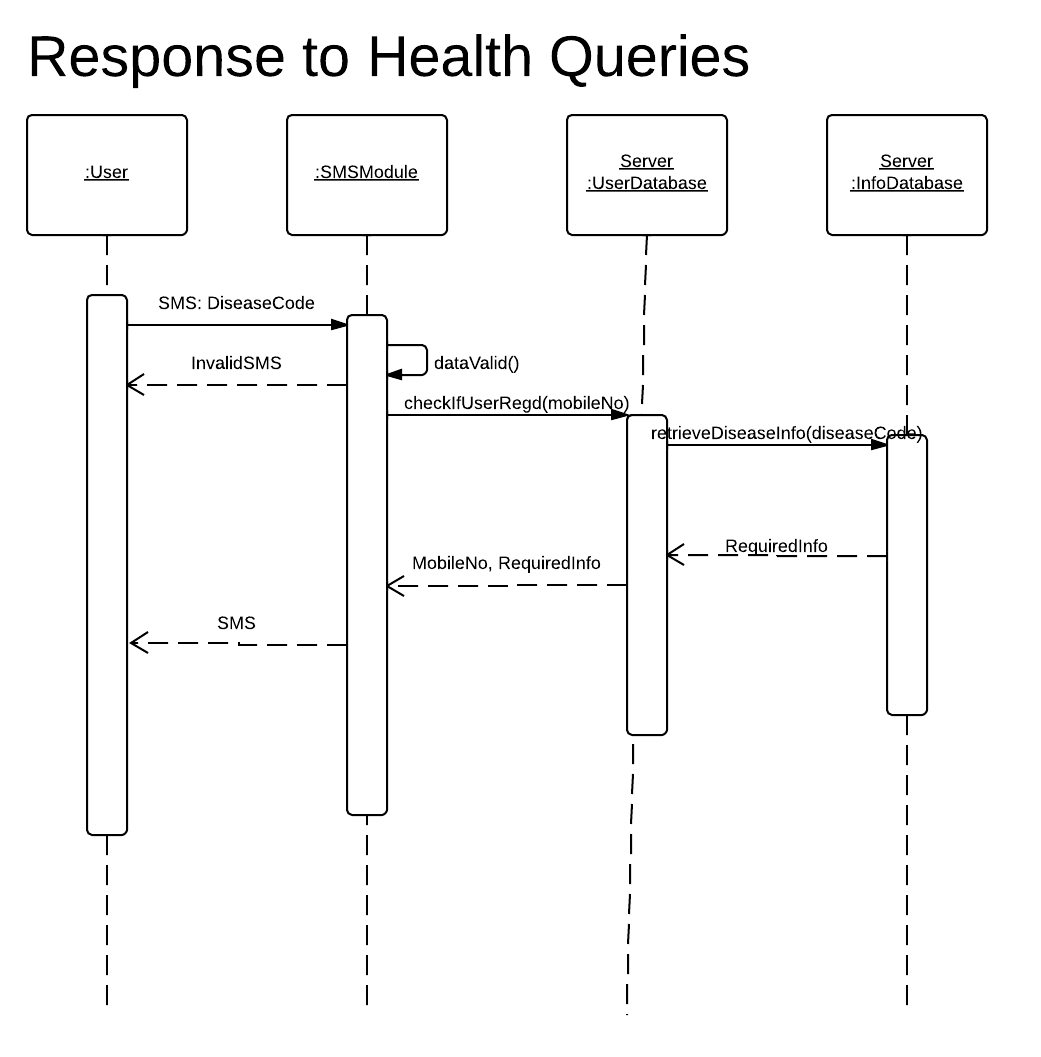 Response to Health Queries
:User
:SMSModule
Server
:UserDatabase
Server
:InfoDatabase
SMS: DiseaseCode
InvalidSMS
dataValid()
checkIfUserRegd(mobileNo)
retrieveDiseaseInfo(diseaseCode)
RequiredInfo
MobileNo, RequiredInfo
SMS